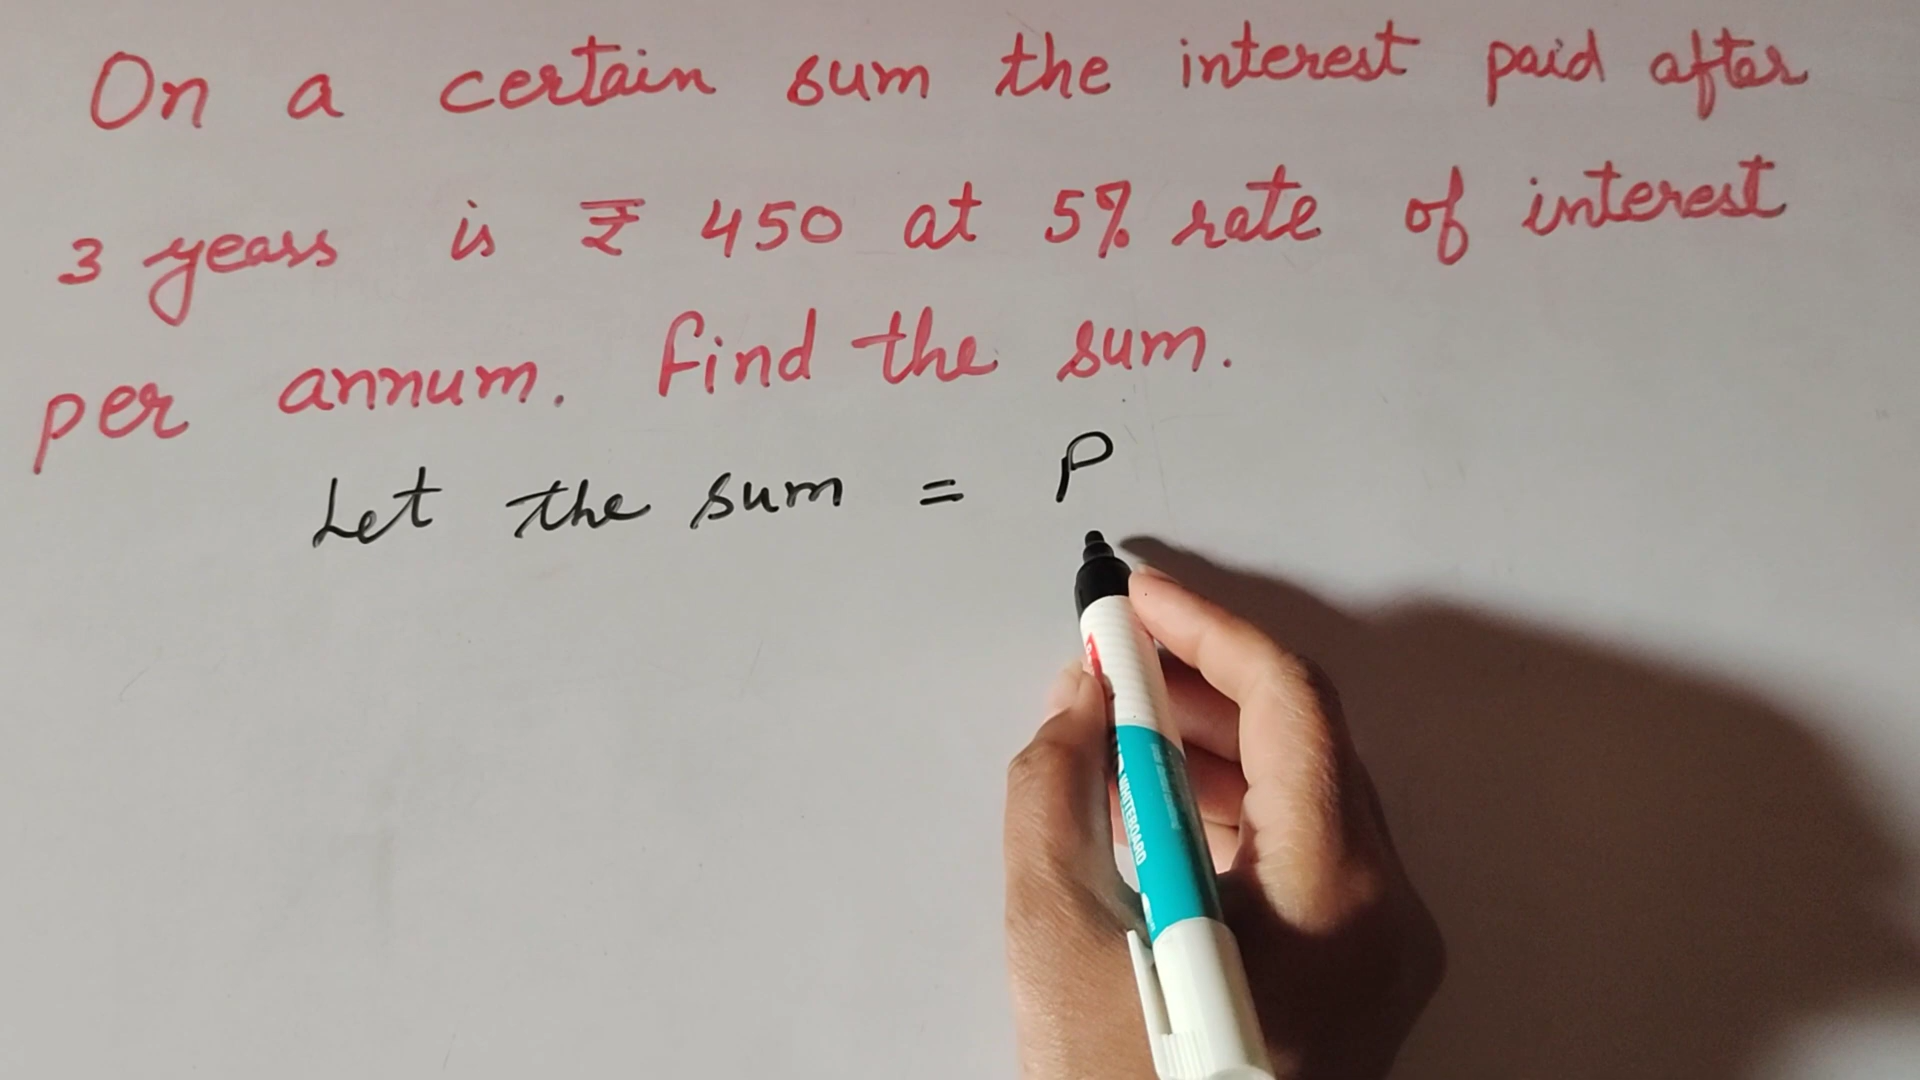 On a certain sum the interest paid after
3 years is ₹ 450 at 5% rate of interest
per annum. Find the sum.
Let the sum = P
WHITEBOARD